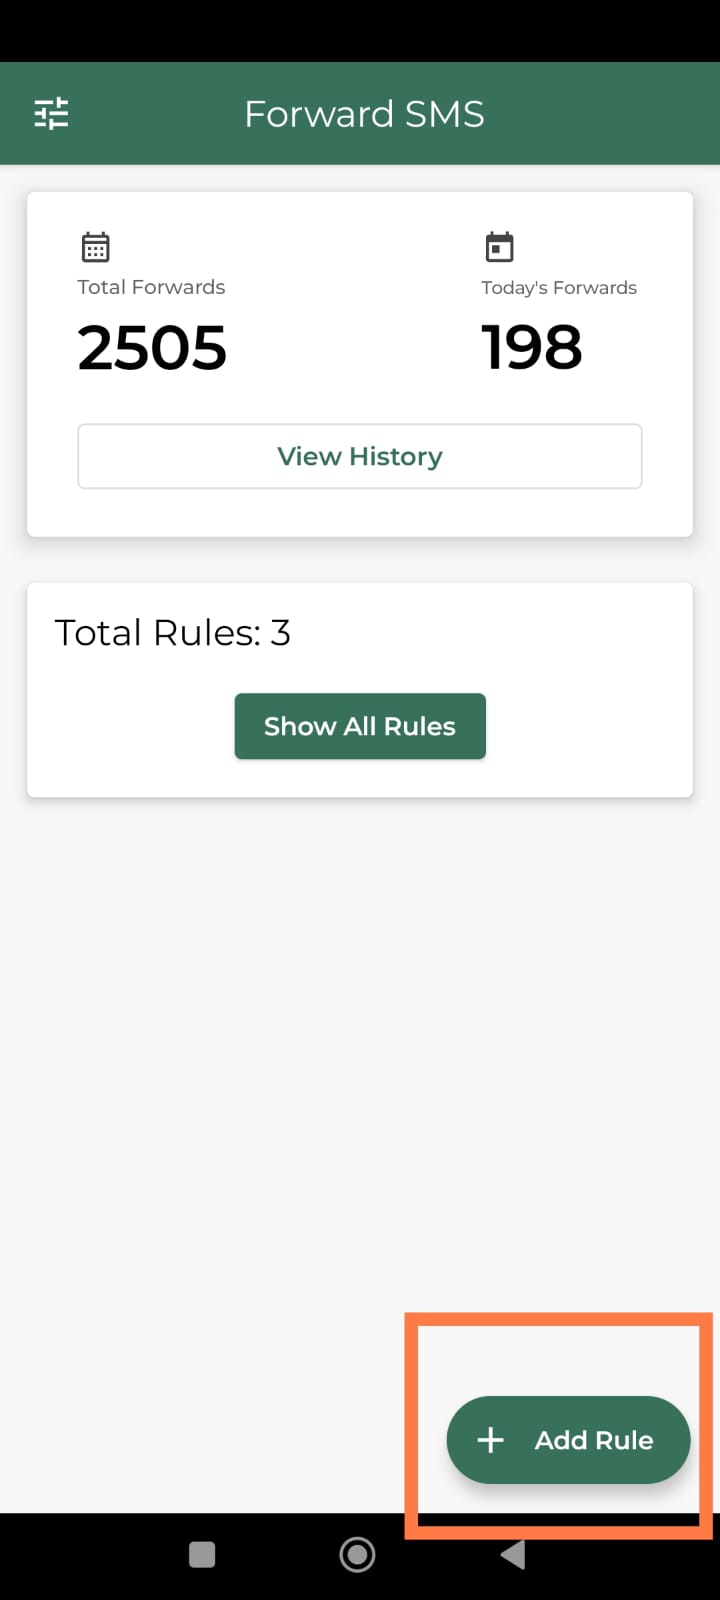 Forward SMS
Total Forwards
Today's Forwards
2505
198
View History
Total Rules: 3
Show All Rules
+ Add Rule